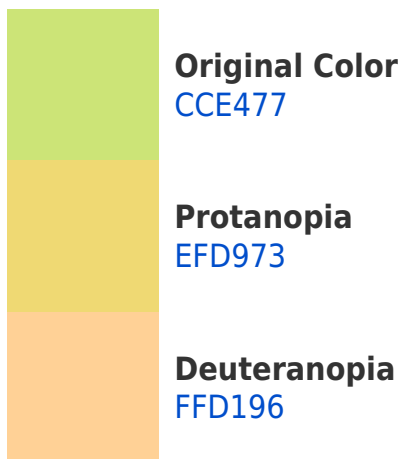 Original Color
CCE477
Protanopia
EFD973
Deuteranopia
FFD196